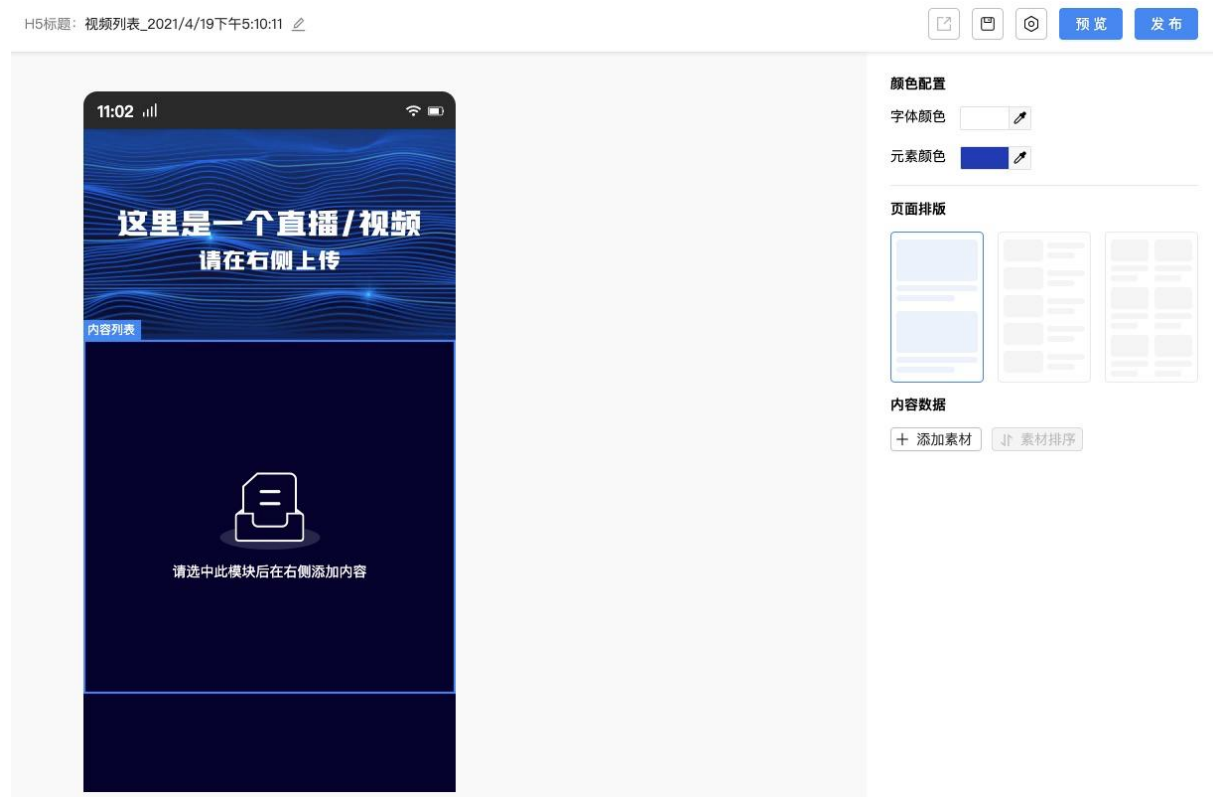 H5标题: 视频列表_2021/4/19下午5:10:11
预览
发布
11:02
这里是一个直播/视频
请在右侧上传
内容列表
请选中此模块后在右侧添加内容
颜色配置
字体颜色
元素颜色
页面排版
内容数据
添加素材
素材排序